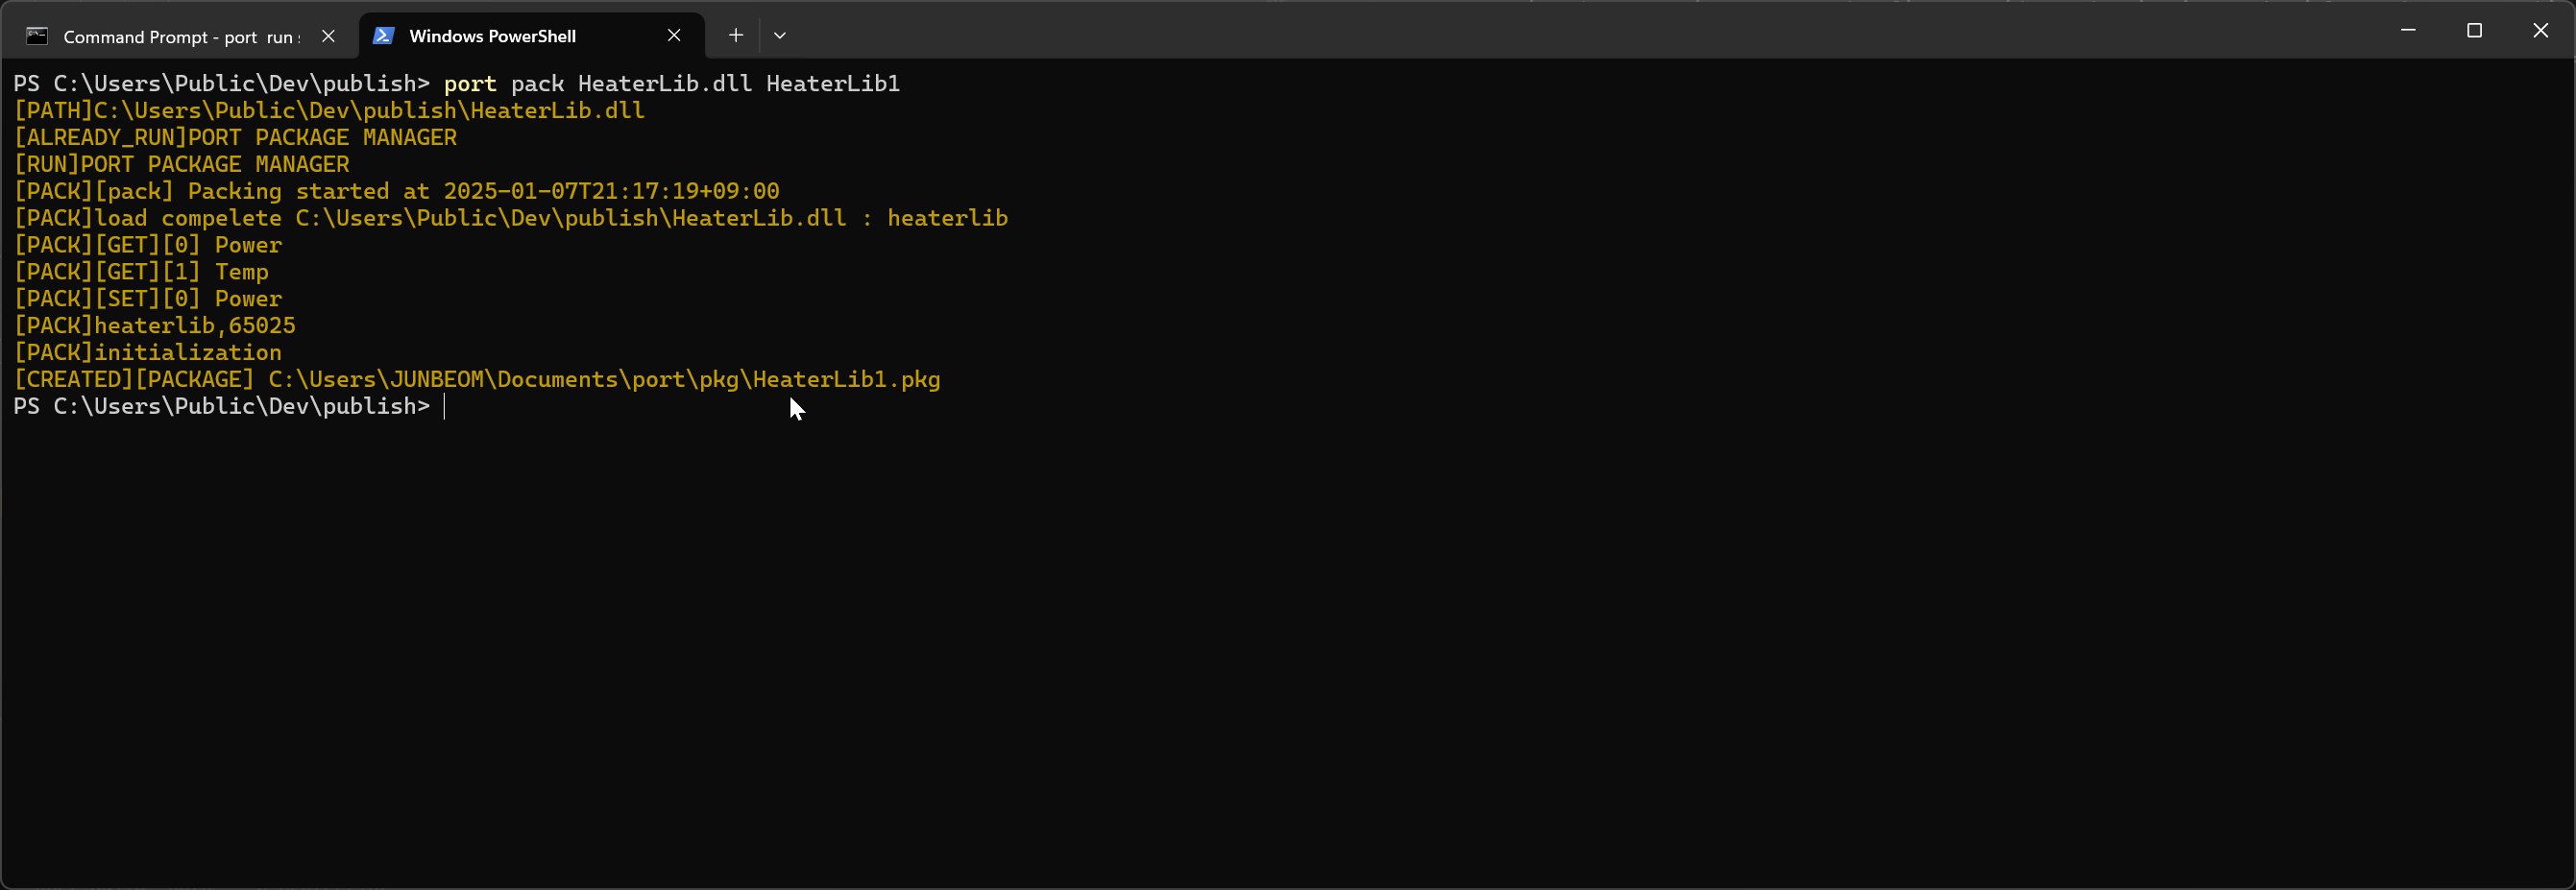 Command Prompt - port  run :
Windows PowerShell
PS C:\Users\Public\Dev\publish> port pack HeaterLib.dll HeaterLib1
[PATH]C:\Users\Public\Dev\publish\HeaterLib.dll
[ALREADY_RUN]PORT PACKAGE MANAGER
[RUN]PORT PACKAGE MANAGER
[PACK][pack] Packing started at 2025-01-07T21:17:19+09:00
[PACK]load compelete C:\Users\Public\Dev\publish\HeaterLib.dll : heaterlib
[PACK][GET][0] Power
[PACK][GET][1] Temp
[PACK][SET][0] Power
[PACK]heaterlib,65025
[PACK]initialization
[CREATED][PACKAGE] C:\Users\JUNBEOM\Documents\port\pkg\HeaterLib1.pkg
PS C:\Users\Public\Dev\publish>